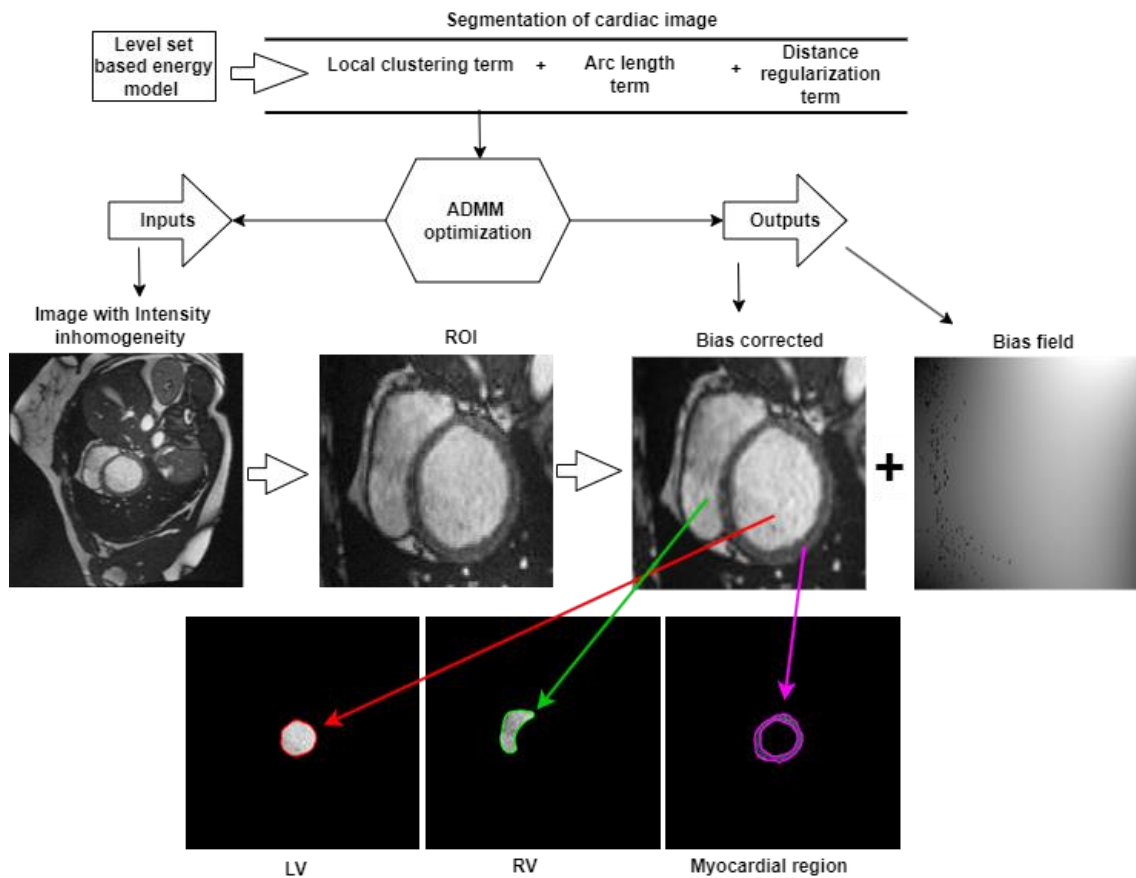 Segmentation of cardiac image
Level set
based energy
model
Local clustering term + Arc length
term + Distance
regularization
term
Inputs
ADMM
optimization
Outputs
Image with Intensity
inhomogeneity
ROI
Bias corrected
Bias field
+
LV
RV
Myocardial region